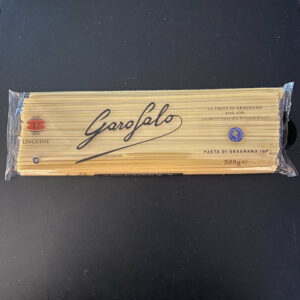 Garofalo
LA PASTA DI GRAGNANO
DAL 1789
LINGUINE
PASTA DI GRAGNANO IGP
500g e